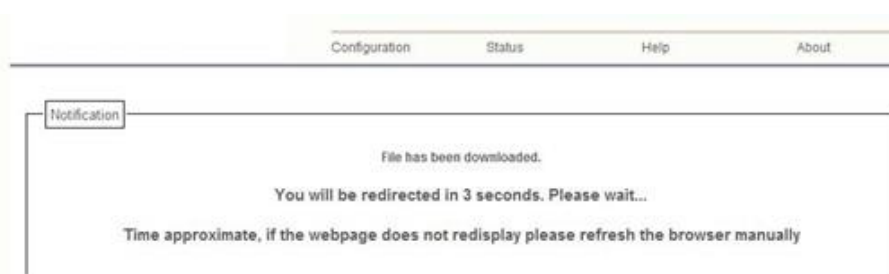 Configuration Status Help About
Notification
File has been downloaded.
You will be redirected in 3 seconds. Please wait...
Time approximate, if the webpage does not redisplay please refresh the browser manually